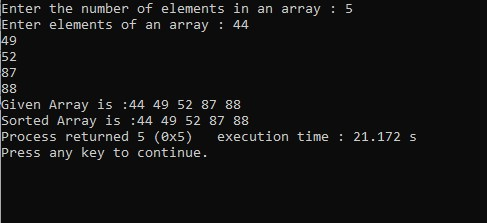 Enter the number of elements in an array : 5
Enter elements of an array : 44
49
52
87
88
Given Array is :44 49 52 87 88
Sorted Array is :44 49 52 87 88
Process returned 5 (0x5)   execution time : 21.172 s
Press any key to continue.